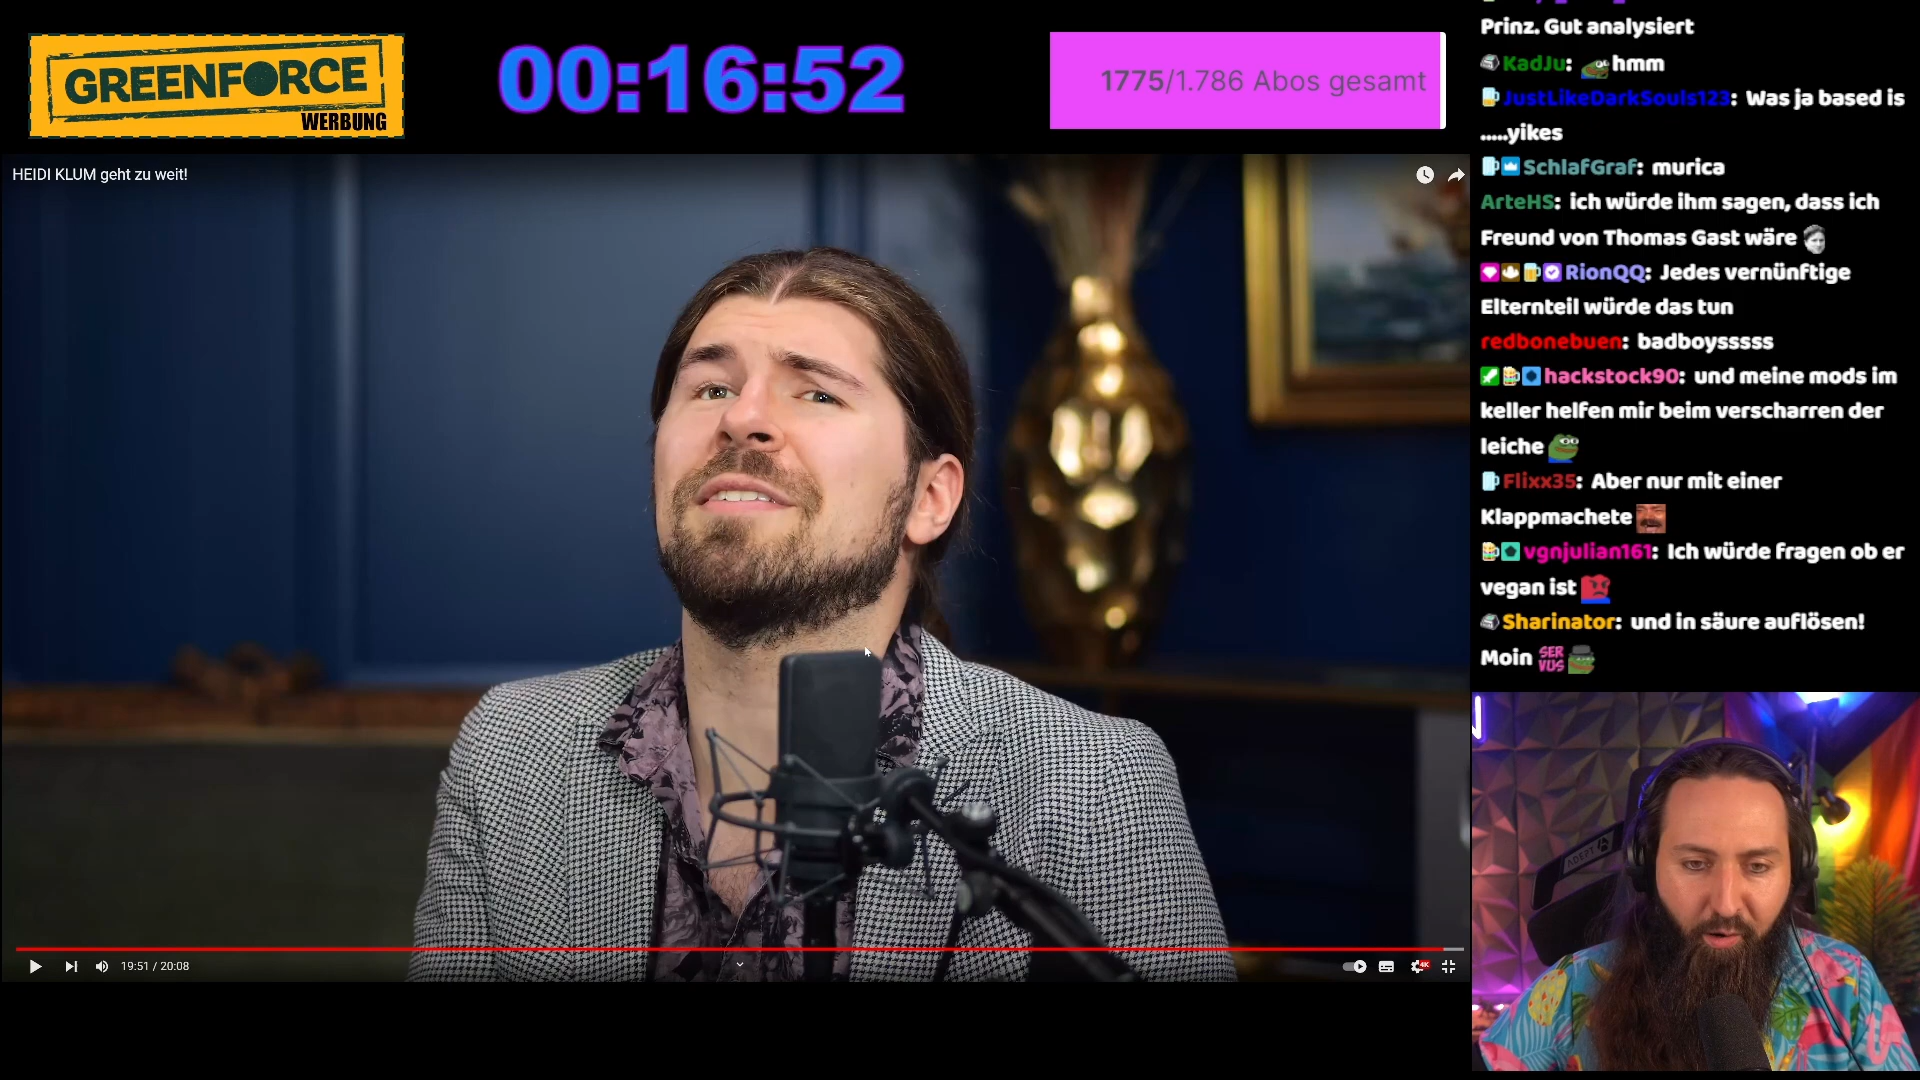 GREENFORCE
WERBUNG
00:16:52
1775/1.786 Abos gesamt
HEIDI KLUM geht zu weit!
19:51 / 20:08
4K
Prinz. Gut analysiert
KadJu: hmm
JustLikeDarkSouls123: Was ja based is
.....yikes
SchlafGraf: murica
ArteHS: ich würde ihm sagen, dass ich
Freund von Thomas Gast wäre
RionQQ: Jedes vernünftige
Elternteil würde das tun
redbonebuen: badboysssss
hackstock90: und meine mods im
keller helfen mir beim verscharren der
leiche
Flixx35: Aber nur mit einer
Klappmachete
vgnjulian161: Ich würde fragen ob er
vegan ist
Sharinator: und in säure auflösen!
Moin SER
VUS